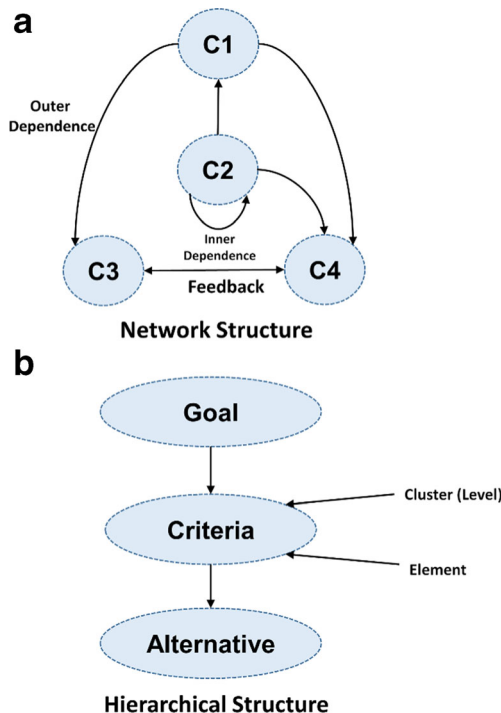 a
C1
Outer
Dependence
C2
Inner
Dependence
C3
C4
Feedback
Network Structure
b
Goal
Cluster (Level)
Criteria
Element
Alternative
Hierarchical Structure